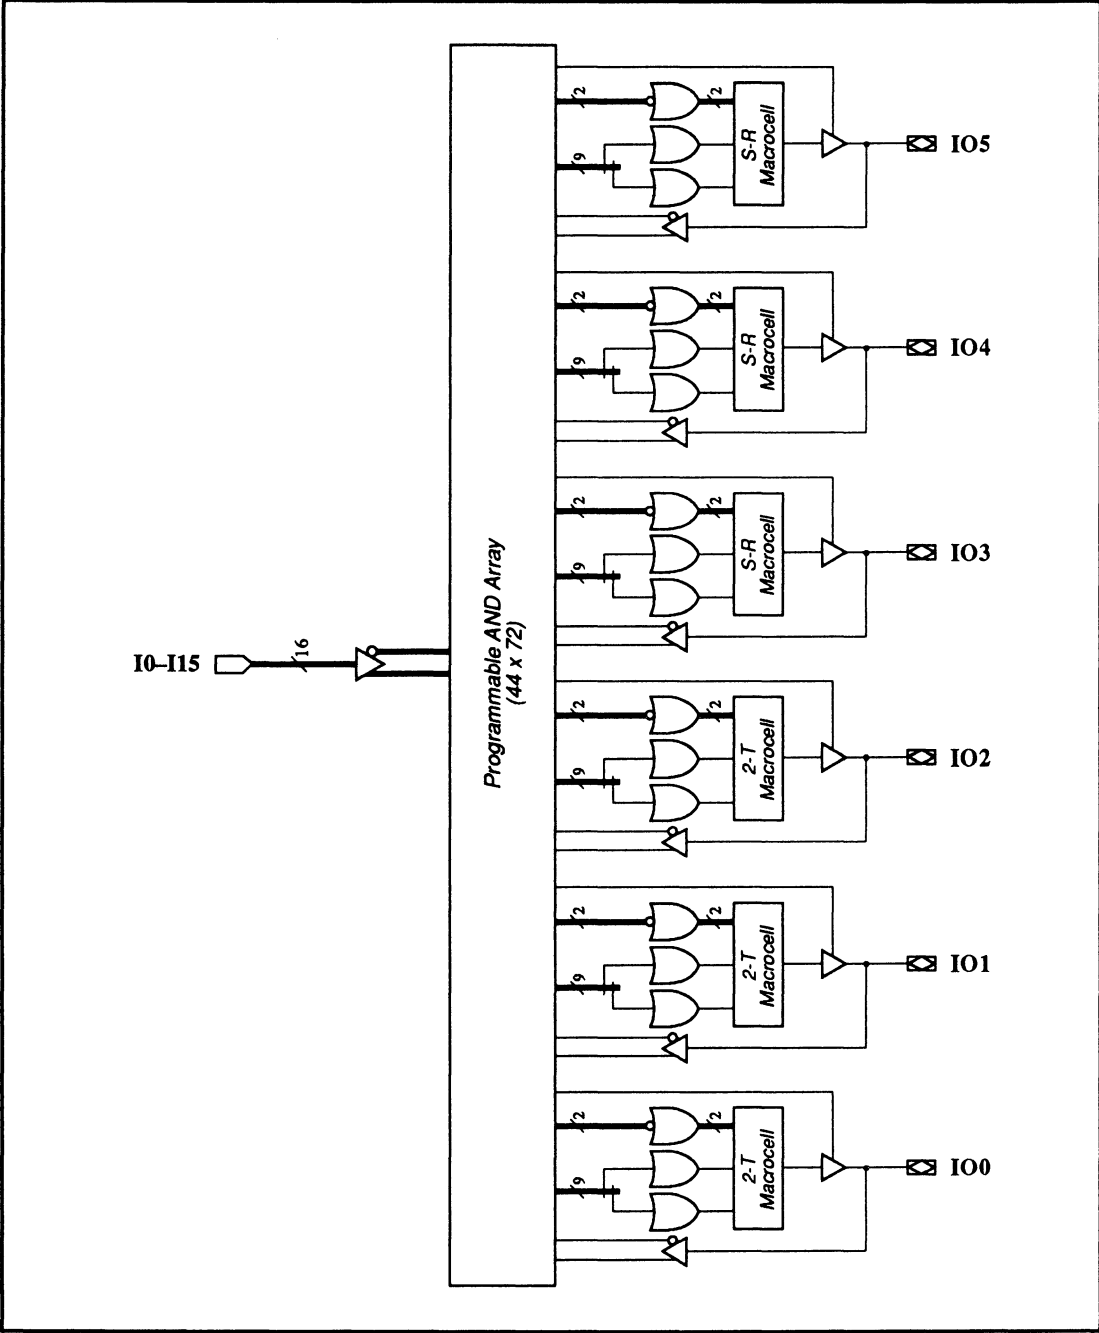 2
2
S-R
Macrocell
9
IO5
2
2
S-R
Macrocell
9
IO4
2
2
S-R
Macrocell
9
IO3
Programmable AND Array
(44 x 72)
I0–I15
16
2
2
2-T
Macrocell
9
IO2
2
2
2-T
Macrocell
9
IO1
2
2
2-T
Macrocell
9
IO0